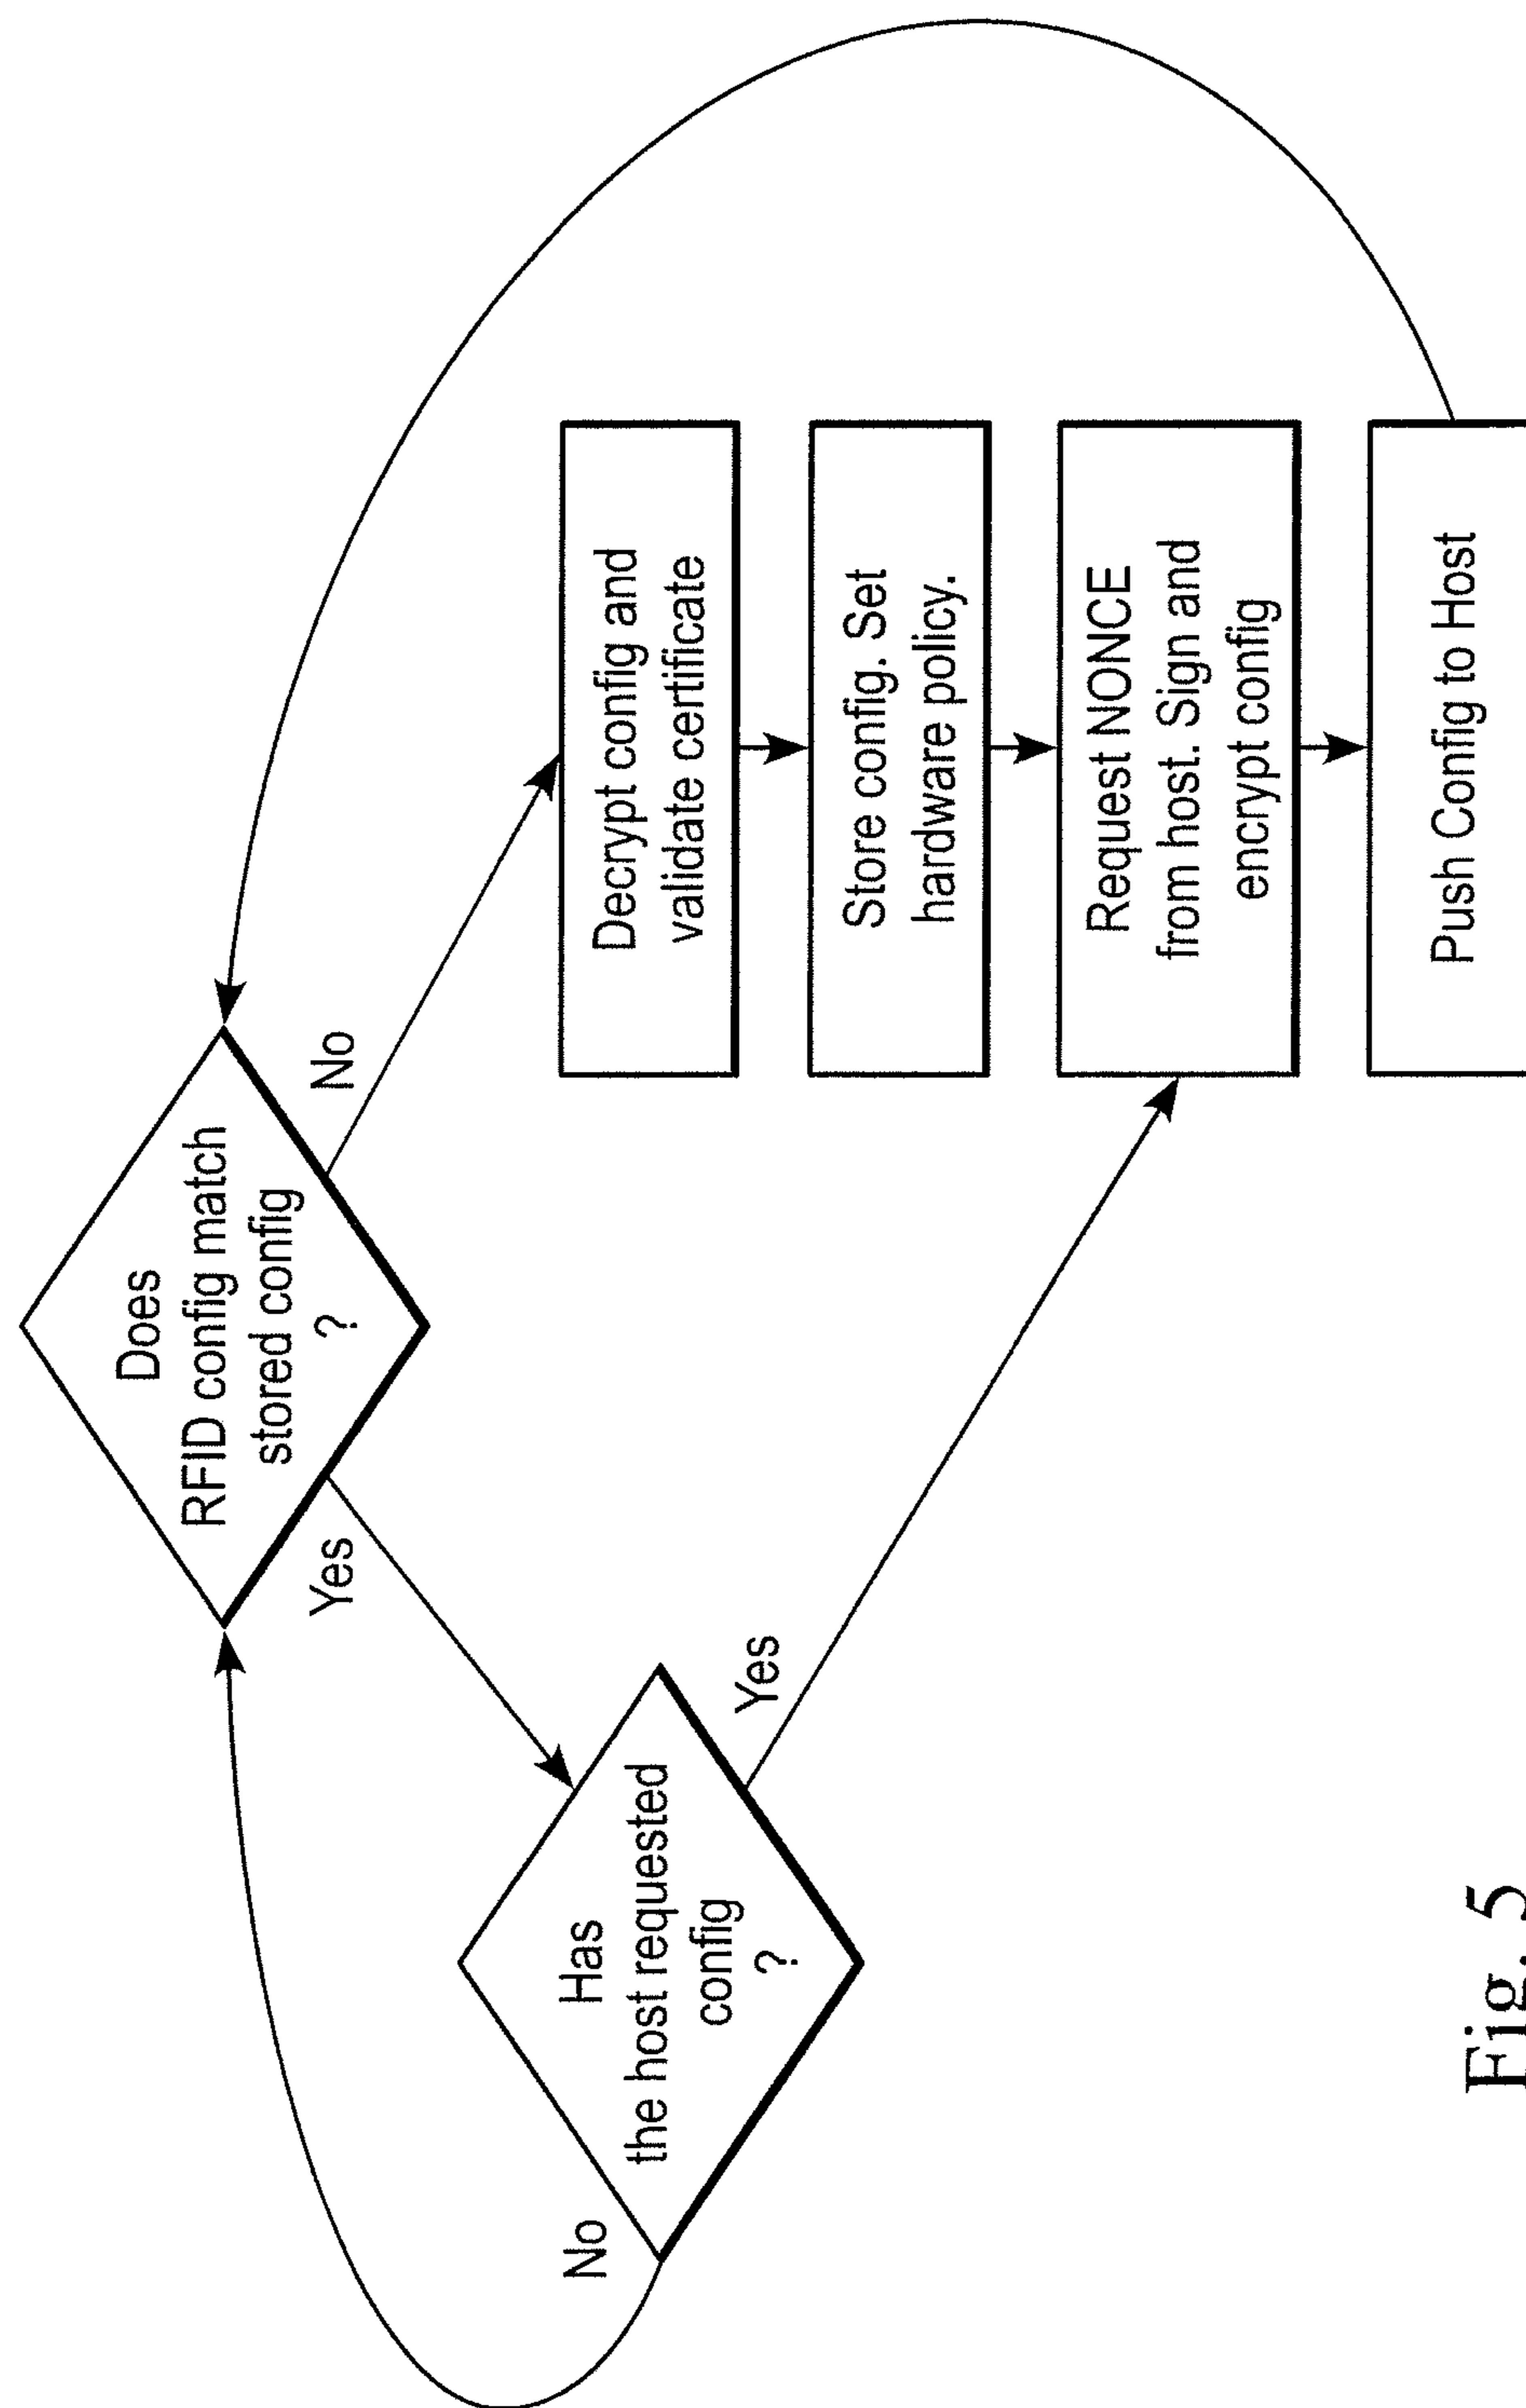 Does
RFID config match
stored config
?
Yes
No
Has
the host requested
config
?
No
Yes
Decrypt config and
validate certificate
Store config. Set
hardware policy.
Request NONCE
from host. Sign and
encrypt config
Push Config to Host
Fig. 5